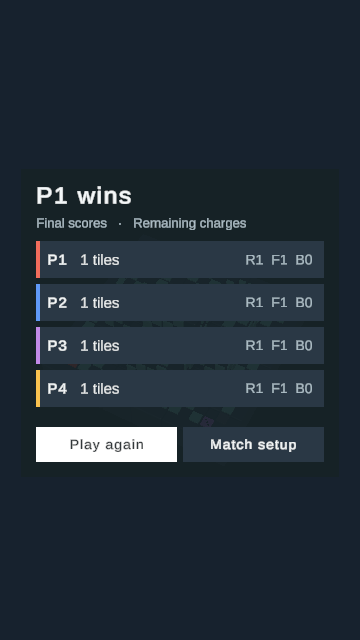 P1 wins
Final scores · Remaining charges
P1 1 tiles R1 F1 B0
P2 1 tiles R1 F1 B0
P3 1 tiles R1 F1 B0
P4 1 tiles R1 F1 B0
Play again Match setup